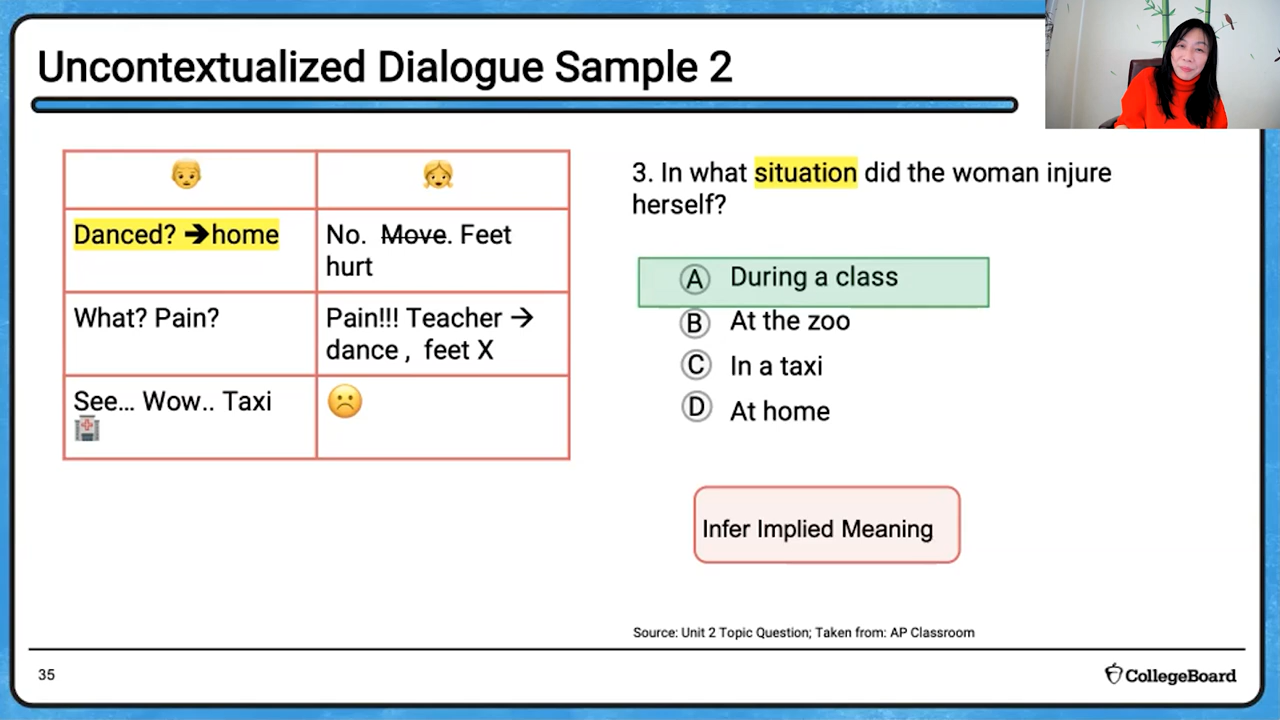 Uncontextualized Dialogue Sample 2
Danced? ➔home
No. Move. Feet
hurt
What? Pain?
Pain!!! Teacher →
dance , feet X
See... Wow.. Taxi
3. In what situation did the woman injure
herself?
A During a class
B At the zoo
C In a taxi
D At home
Infer Implied Meaning
Source: Unit 2 Topic Question; Taken from: AP Classroom
35
CollegeBoard